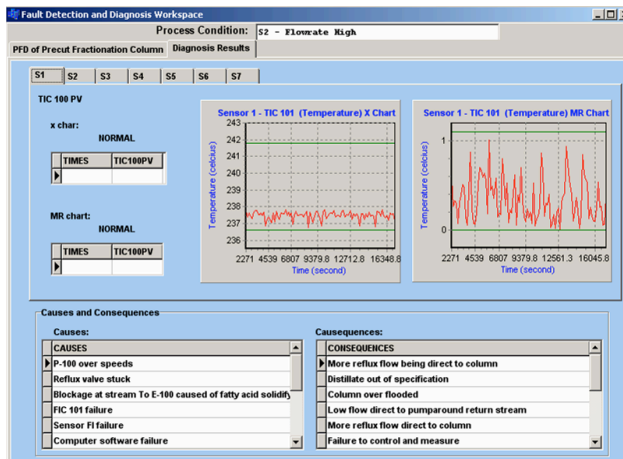 Fault Detection and Diagnosis Workspace
Process Condition: S2 - Flowrate High
PFD of Precut Fractionation Column Diagnosis Results
S1 S2 S3 S4 S5 S6 S7
TIC 100 PV
x char:
NORMAL
TIMES TIC100PV
MR chart:
NORMAL
TIMES TIC100PV
Sensor 1 - TIC 101 (Temperature) X Chart
Temperature (celcius)
243
242
241
240
239
238
237
236
2271 4539 6807 9379.8 12712.8 16348.8
Time (second)
Sensor 1 - TIC 101 (Temperature) MR Chart
Temperature (celcius)
1
0
2271 4539 6807 9379.8 12561.3 16045.8
Time (second)
Causes and Consequences
Causes:
CAUSES
P-100 over speeds
Reflux valve stuck
Blockage at stream To E-100 caused of fatty acid solidify
FIC 101 failure
Sensor FI failure
Computer software failure
Causequences:
CONSEQUENCES
More reflux flow being direct to column
Distillate out of specification
Column over flooded
Low flow direct to pumparound return stream
More reflux flow direct to column
Failure to control and measure